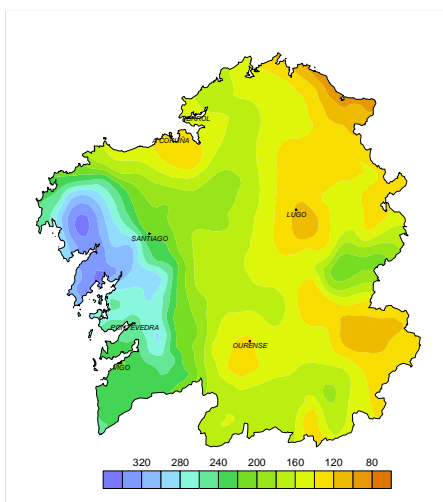 FERROL
A CORUÑA
LUGO
SANTIAGO
PONTEVEDRA
OURENSE
VIGO
320 280 240 200 160 120 80